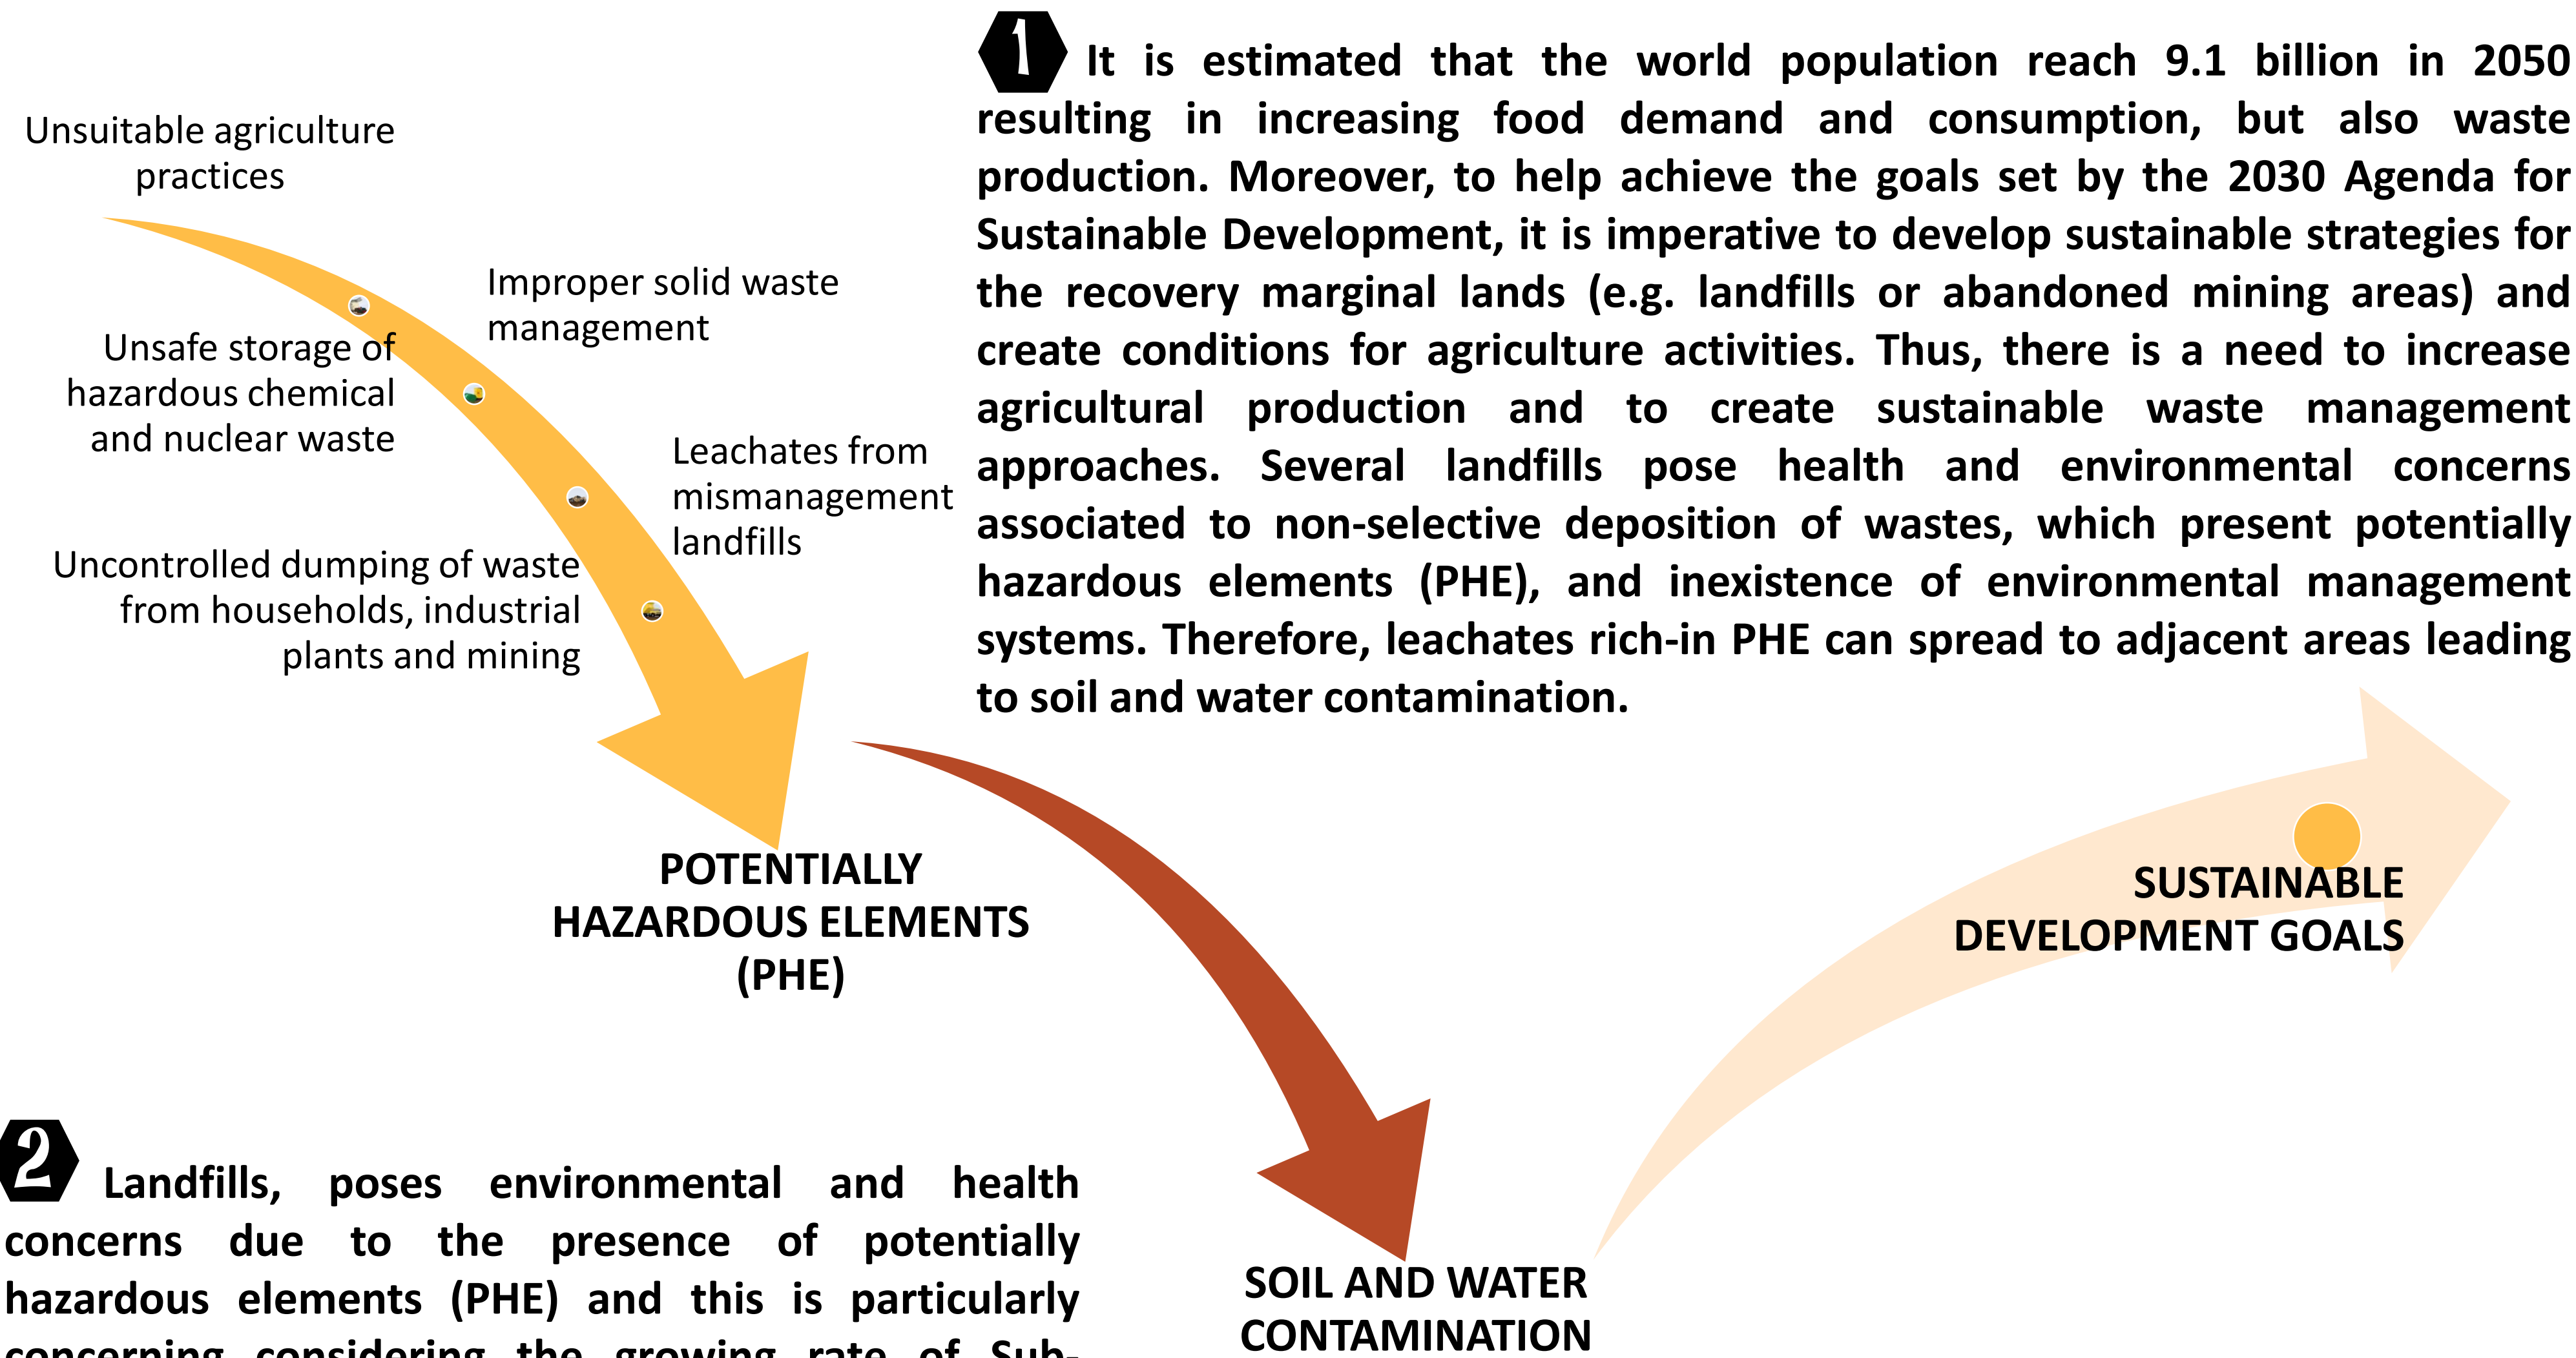 Unsuitable agriculture
practices
Improper solid waste
management
Unsafe storage of
hazardous chemical
and nuclear waste
Leachates from
mismanagement
landfills
Uncontrolled dumping of waste
from households, industrial
plants and mining
1 It is estimated that the world population reach 9.1 billion in 2050
resulting in increasing food demand and consumption, but also waste
production. Moreover, to help achieve the goals set by the 2030 Agenda for
Sustainable Development, it is imperative to develop sustainable strategies for
the recovery marginal lands (e.g. landfills or abandoned mining areas) and
create conditions for agriculture activities. Thus, there is a need to increase
agricultural production and to create sustainable waste management
approaches. Several landfills pose health and environmental concerns
associated to non-selective deposition of wastes, which present potentially
hazardous elements (PHE), and inexistence of environmental management
systems. Therefore, leachates rich-in PHE can spread to adjacent areas leading
to soil and water contamination.
POTENTIALLY
HAZARDOUS ELEMENTS
(PHE)
SUSTAINABLE
DEVELOPMENT GOALS
SOIL AND WATER
CONTAMINATION
2 Landfills, poses environmental and health
concerns due to the presence of potentially
hazardous elements (PHE) and this is particularly
concerning considering the growing rate of Sub-